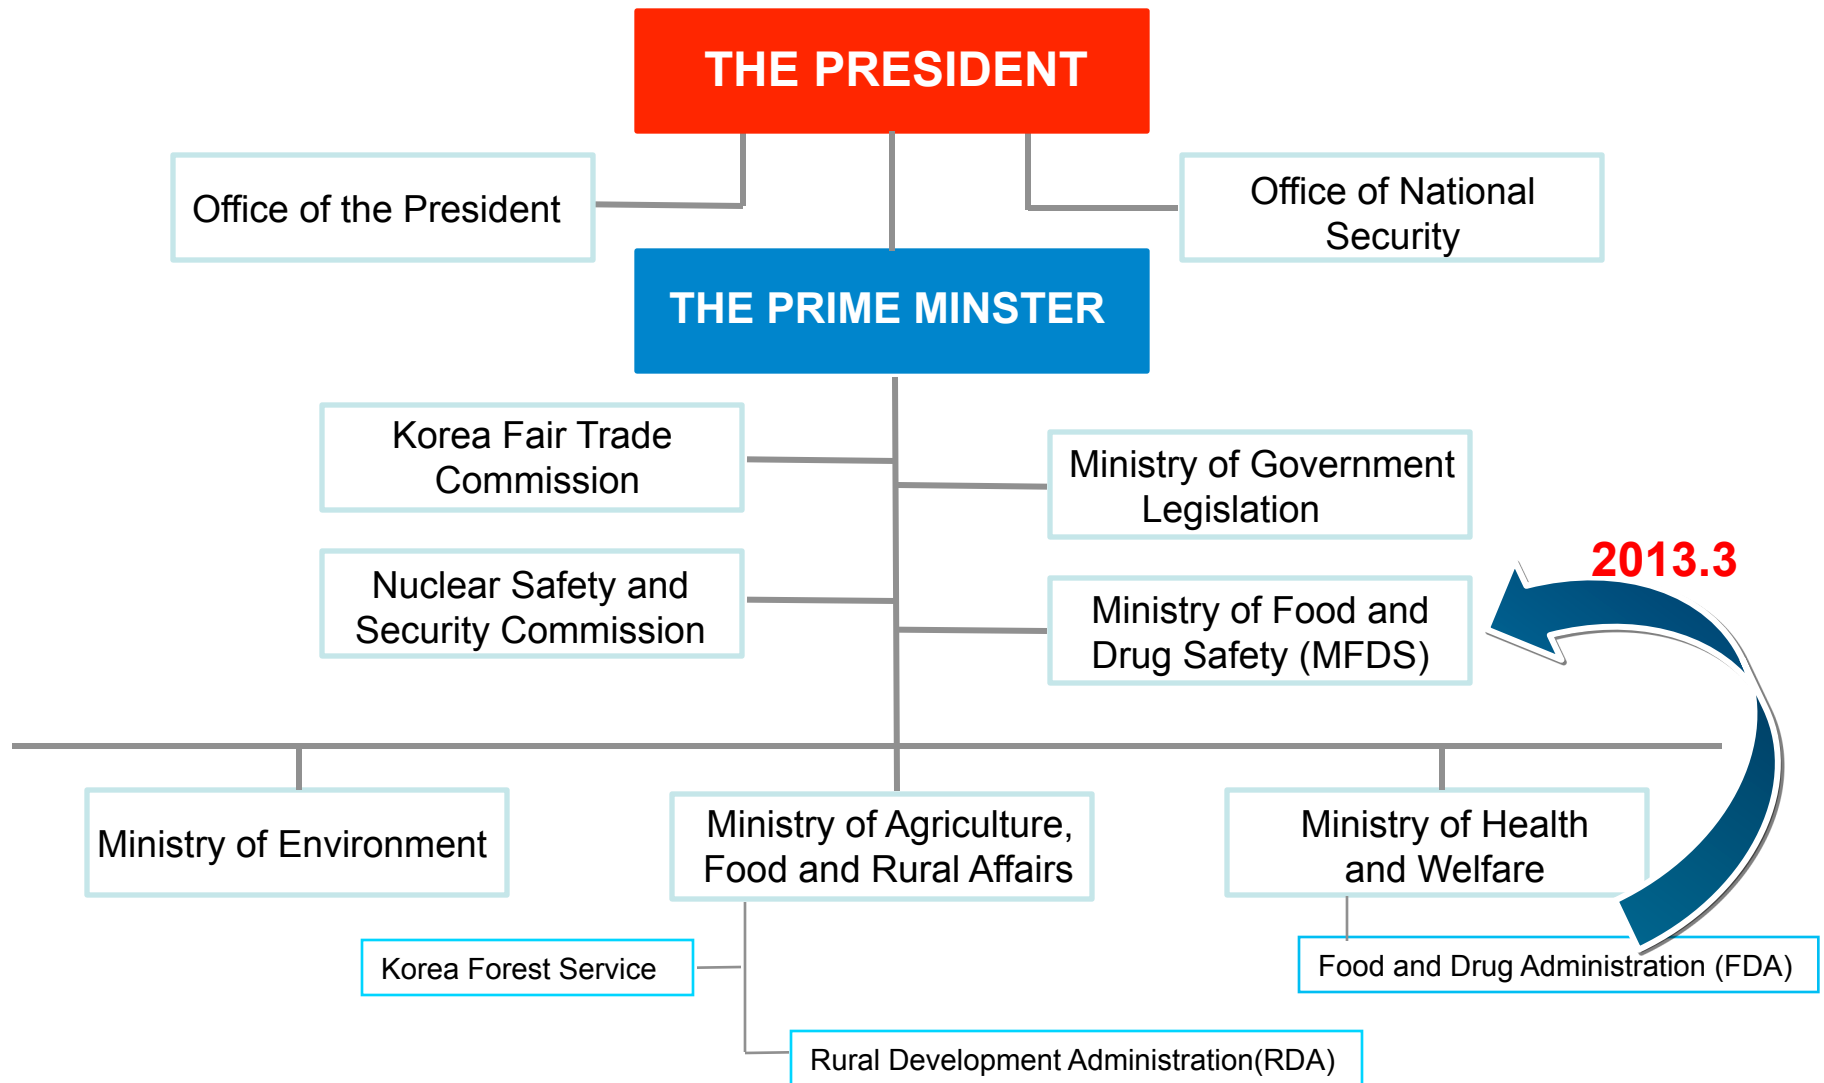 THE PRESIDENT
Office of the President
Office of National
Security
THE PRIME MINSTER
Korea Fair Trade
Commission
Ministry of Government
Legislation
Nuclear Safety and
Security Commission
2013.3
Ministry of Food and
Drug Safety (MFDS)
Ministry of Environment
Ministry of Agriculture,
Food and Rural Affairs
Ministry of Health
and Welfare
Korea Forest Service
Food and Drug Administration (FDA)
Rural Development Administration(RDA)